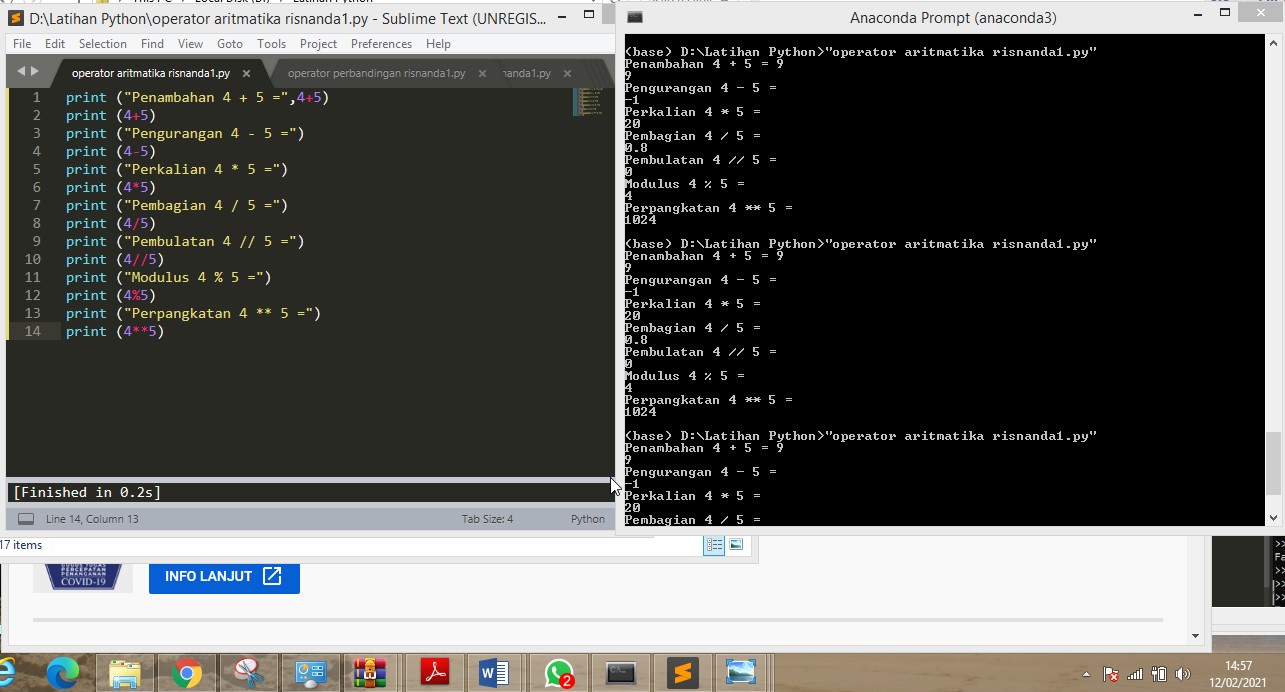 D:\Latihan Python\operator aritmatika risnanda1.py - Sublime Text (UNREGIS...
File Edit Selection Find View Goto Tools Project Preferences Help
operator aritmatika risnanda1.py operator perbandingan risnanda1.py nanda1.py
1 print ("Penambahan 4 + 5 =",4+5)
2 print (4+5)
3 print ("Pengurangan 4 - 5 =")
4 print (4-5)
5 print ("Perkalian 4 * 5 =")
6 print (4*5)
7 print ("Pembagian 4 / 5 =")
8 print (4/5)
9 print ("Pembulatan 4 // 5 =")
10 print (4//5)
11 print ("Modulus 4 % 5 =")
12 print (4%5)
13 print ("Perpangkatan 4 ** 5 =")
14 print (4**5)
[Finished in 0.2s]
Line 14, Column 13 Tab Size: 4 Python
Anaconda Prompt (anaconda3)
(base) D:\Latihan Python>"operator aritmatika risnanda1.py"
Penambahan 4 + 5 = 9
9
Pengurangan 4 - 5 =
-1
Perkalian 4 * 5 =
20
Pembagian 4 / 5 =
0.8
Pembulatan 4 // 5 =
0
Modulus 4 % 5 =
4
Perpangkatan 4 ** 5 =
1024
(base) D:\Latihan Python>"operator aritmatika risnanda1.py"
Penambahan 4 + 5 = 9
9
Pengurangan 4 - 5 =
-1
Perkalian 4 * 5 =
20
Pembagian 4 / 5 =
0.8
Pembulatan 4 // 5 =
0
Modulus 4 % 5 =
4
Perpangkatan 4 ** 5 =
1024
(base) D:\Latihan Python>"operator aritmatika risnanda1.py"
Penambahan 4 + 5 = 9
9
Pengurangan 4 - 5 =
-1
Perkalian 4 * 5 =
20
Pembagian 4 / 5 =
17 items
PERCEPATAN
PENANGANAN
COVID-19
INFO LANJUT
>>
Fa
>>
>>
>>
2
14:57
12/02/2021